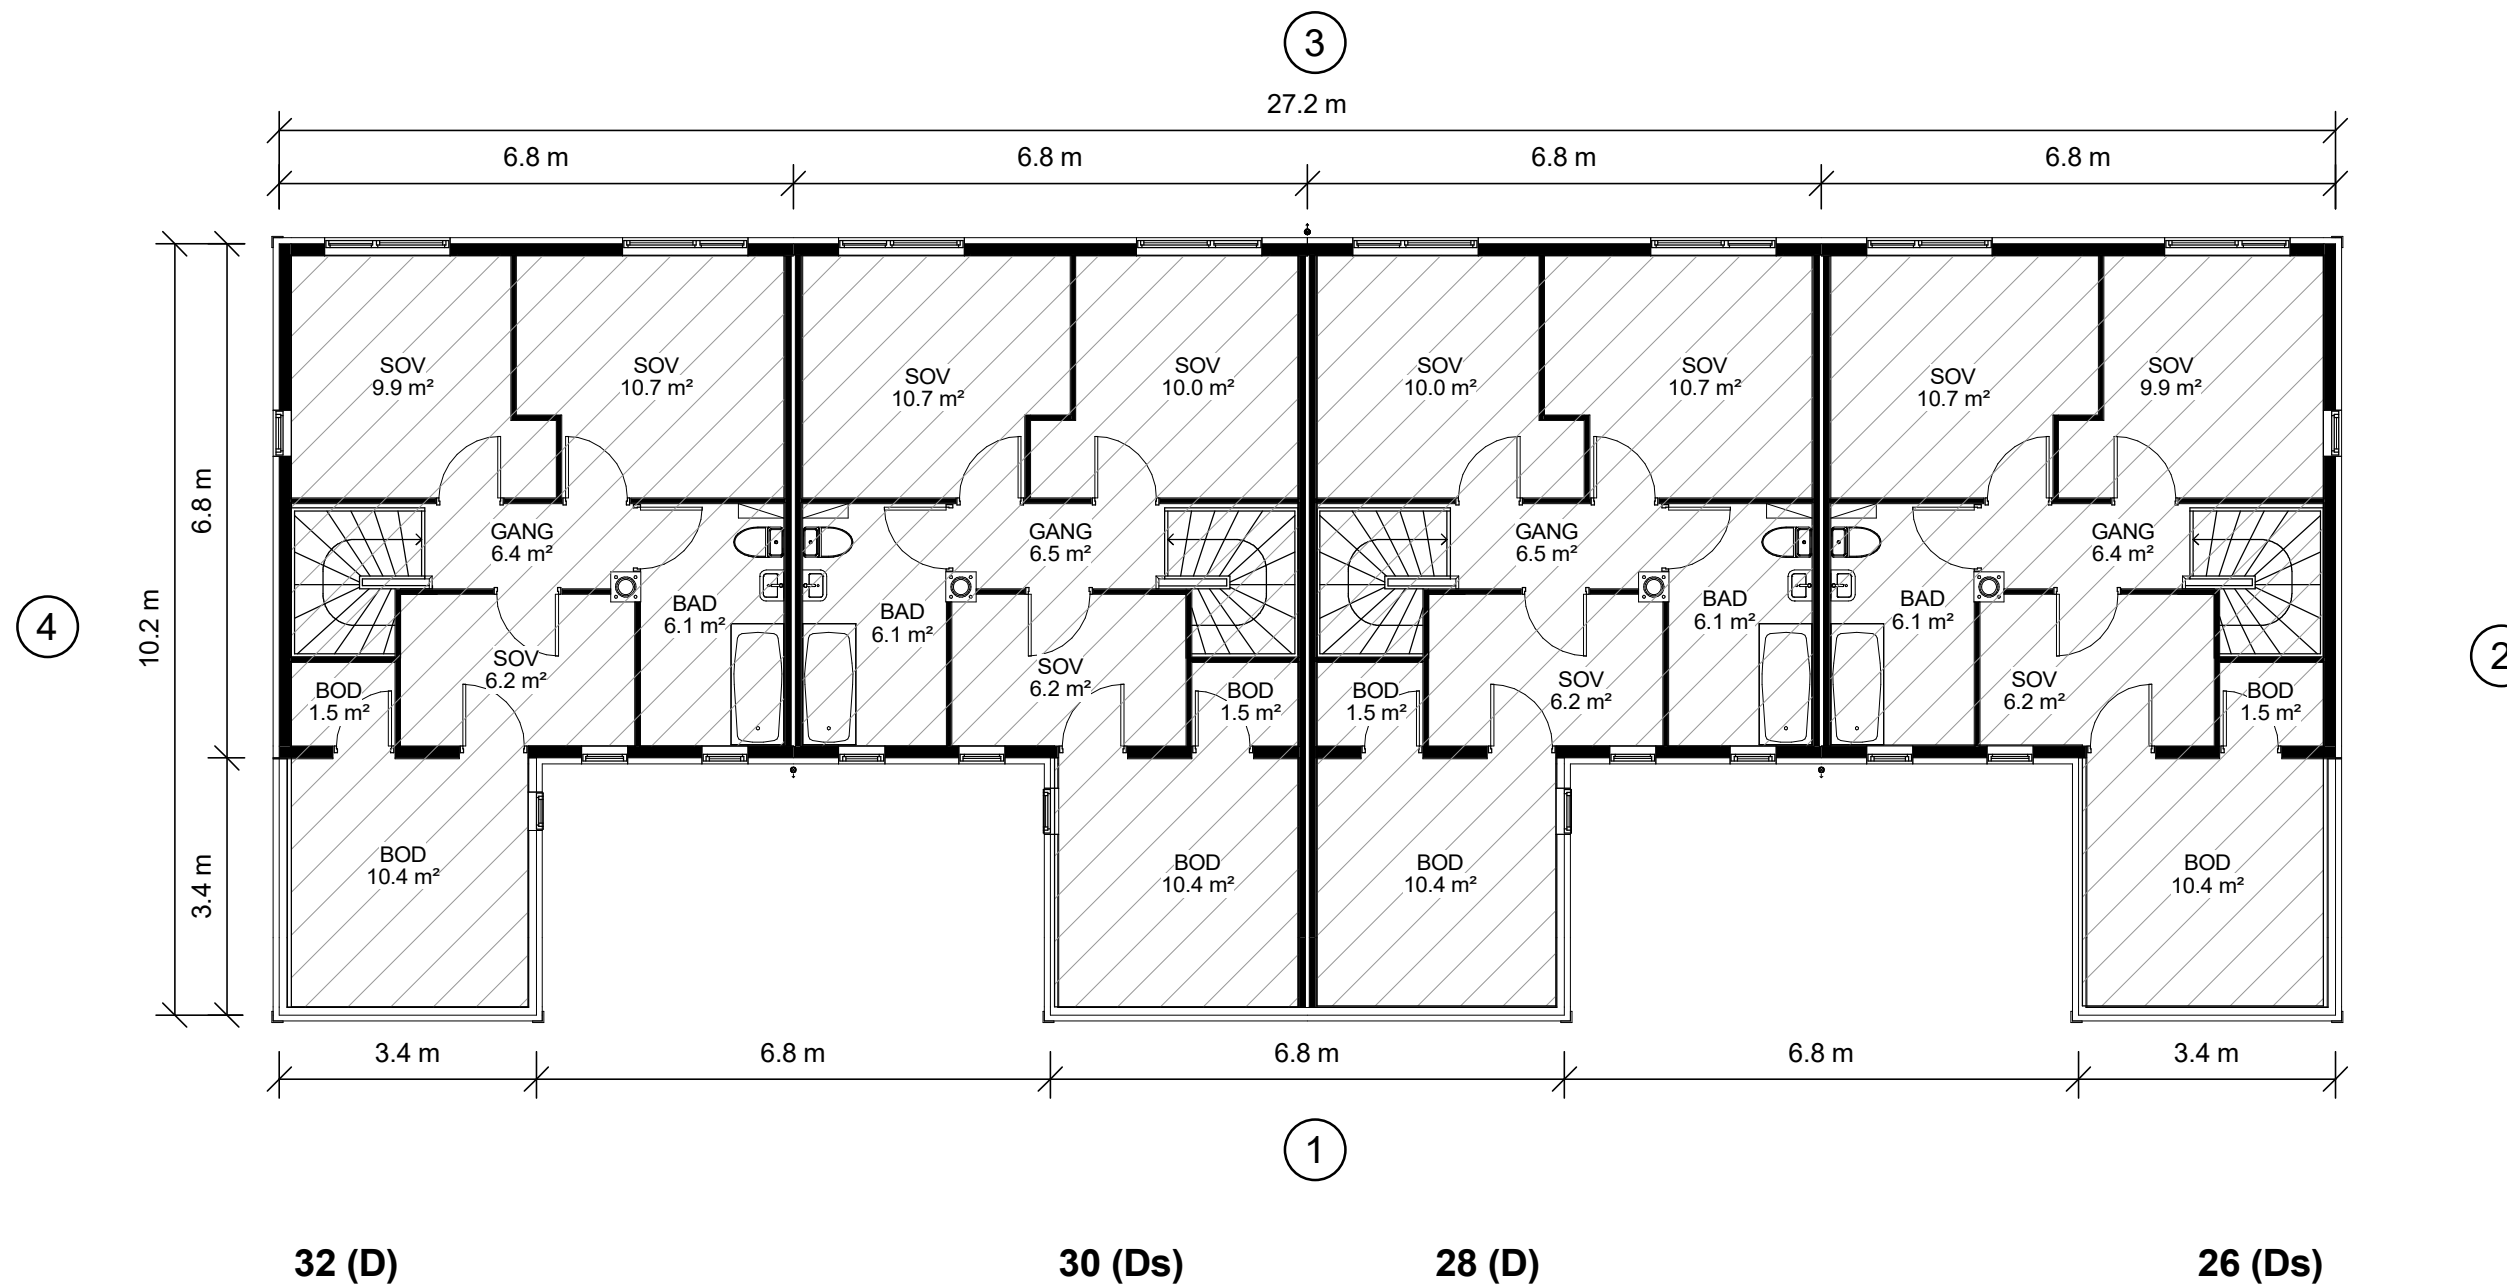 3
27.2 m
6.8 m 6.8 m 6.8 m 6.8 m
SOV
9.9 m²
SOV
10.7 m²
SOV
10.7 m²
SOV
10.0 m²
SOV
10.0 m²
SOV
10.7 m²
SOV
10.7 m²
SOV
9.9 m²
6.8 m
10.2 m
3.4 m
4
2
GANG
6.4 m²
GANG
6.5 m²
GANG
6.5 m²
GANG
6.4 m²
BAD
6.1 m²
BAD
6.1 m²
BAD
6.1 m²
BAD
6.1 m²
SOV
6.2 m²
SOV
6.2 m²
SOV
6.2 m²
SOV
6.2 m²
BOD
1.5 m²
BOD
1.5 m²
BOD
1.5 m²
BOD
1.5 m²
BOD
10.4 m²
BOD
10.4 m²
BOD
10.4 m²
BOD
10.4 m²
3.4 m 6.8 m 6.8 m 6.8 m 3.4 m
1
32 (D) 30 (Ds) 28 (D) 26 (Ds)